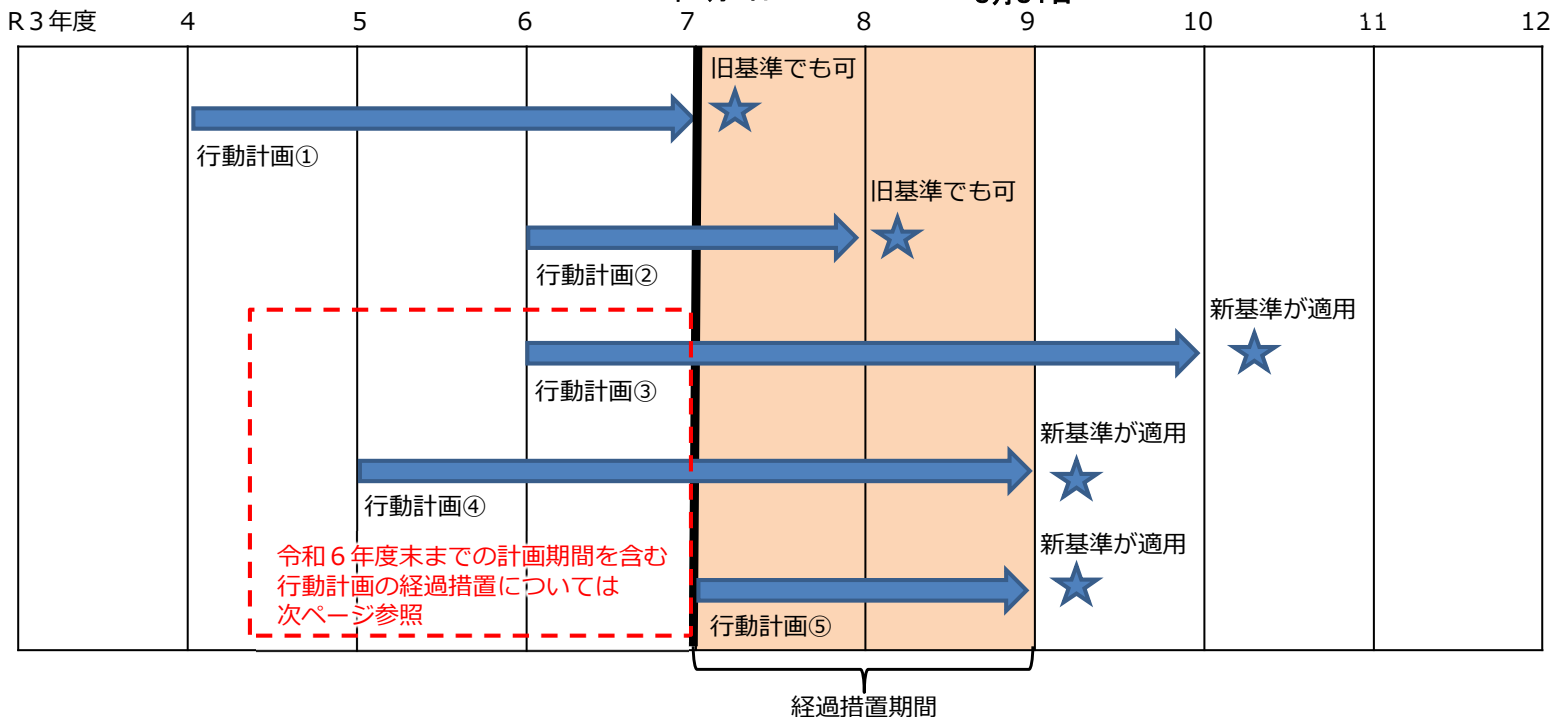 R３年度 4 5 6 7 8 9 10 11 12
旧基準でも可
行動計画①
旧基準でも可
行動計画②
新基準が適用
行動計画③
新基準が適用
行動計画④
新基準が適用
令和６年度末までの計画期間を含む
行動計画の経過措置については
次ページ参照
行動計画⑤
経過措置期間